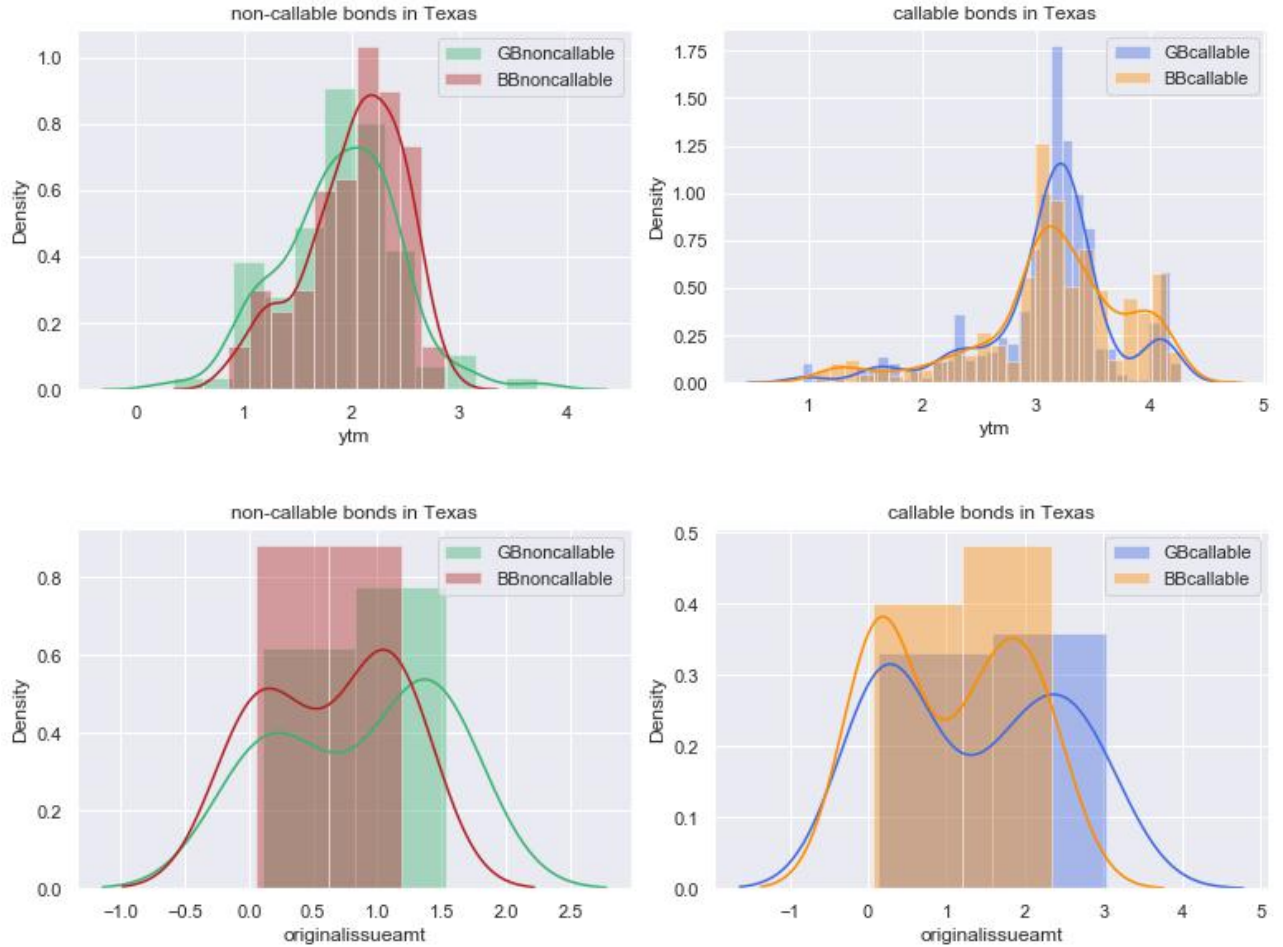 non-callable bonds in Texas
1.0
0.8
0.6
0.4
0.2
0.0
Density
GBnoncallable
BBnoncallable
0
1
2
3
4
ytm
callable bonds in Texas
1.75
1.50
1.25
1.00
0.75
0.50
0.25
0.00
Density
GBcallable
BBcallable
1
2
3
4
5
ytm
non-callable bonds in Texas
0.8
0.6
0.4
0.2
0.0
Density
GBnoncallable
BBnoncallable
−1.0
−0.5
0.0
0.5
1.0
1.5
2.0
2.5
originalissueamt
callable bonds in Texas
0.5
0.4
0.3
0.2
0.1
0.0
Density
GBcallable
BBcallable
−1
0
1
2
3
4
5
originalissueamt